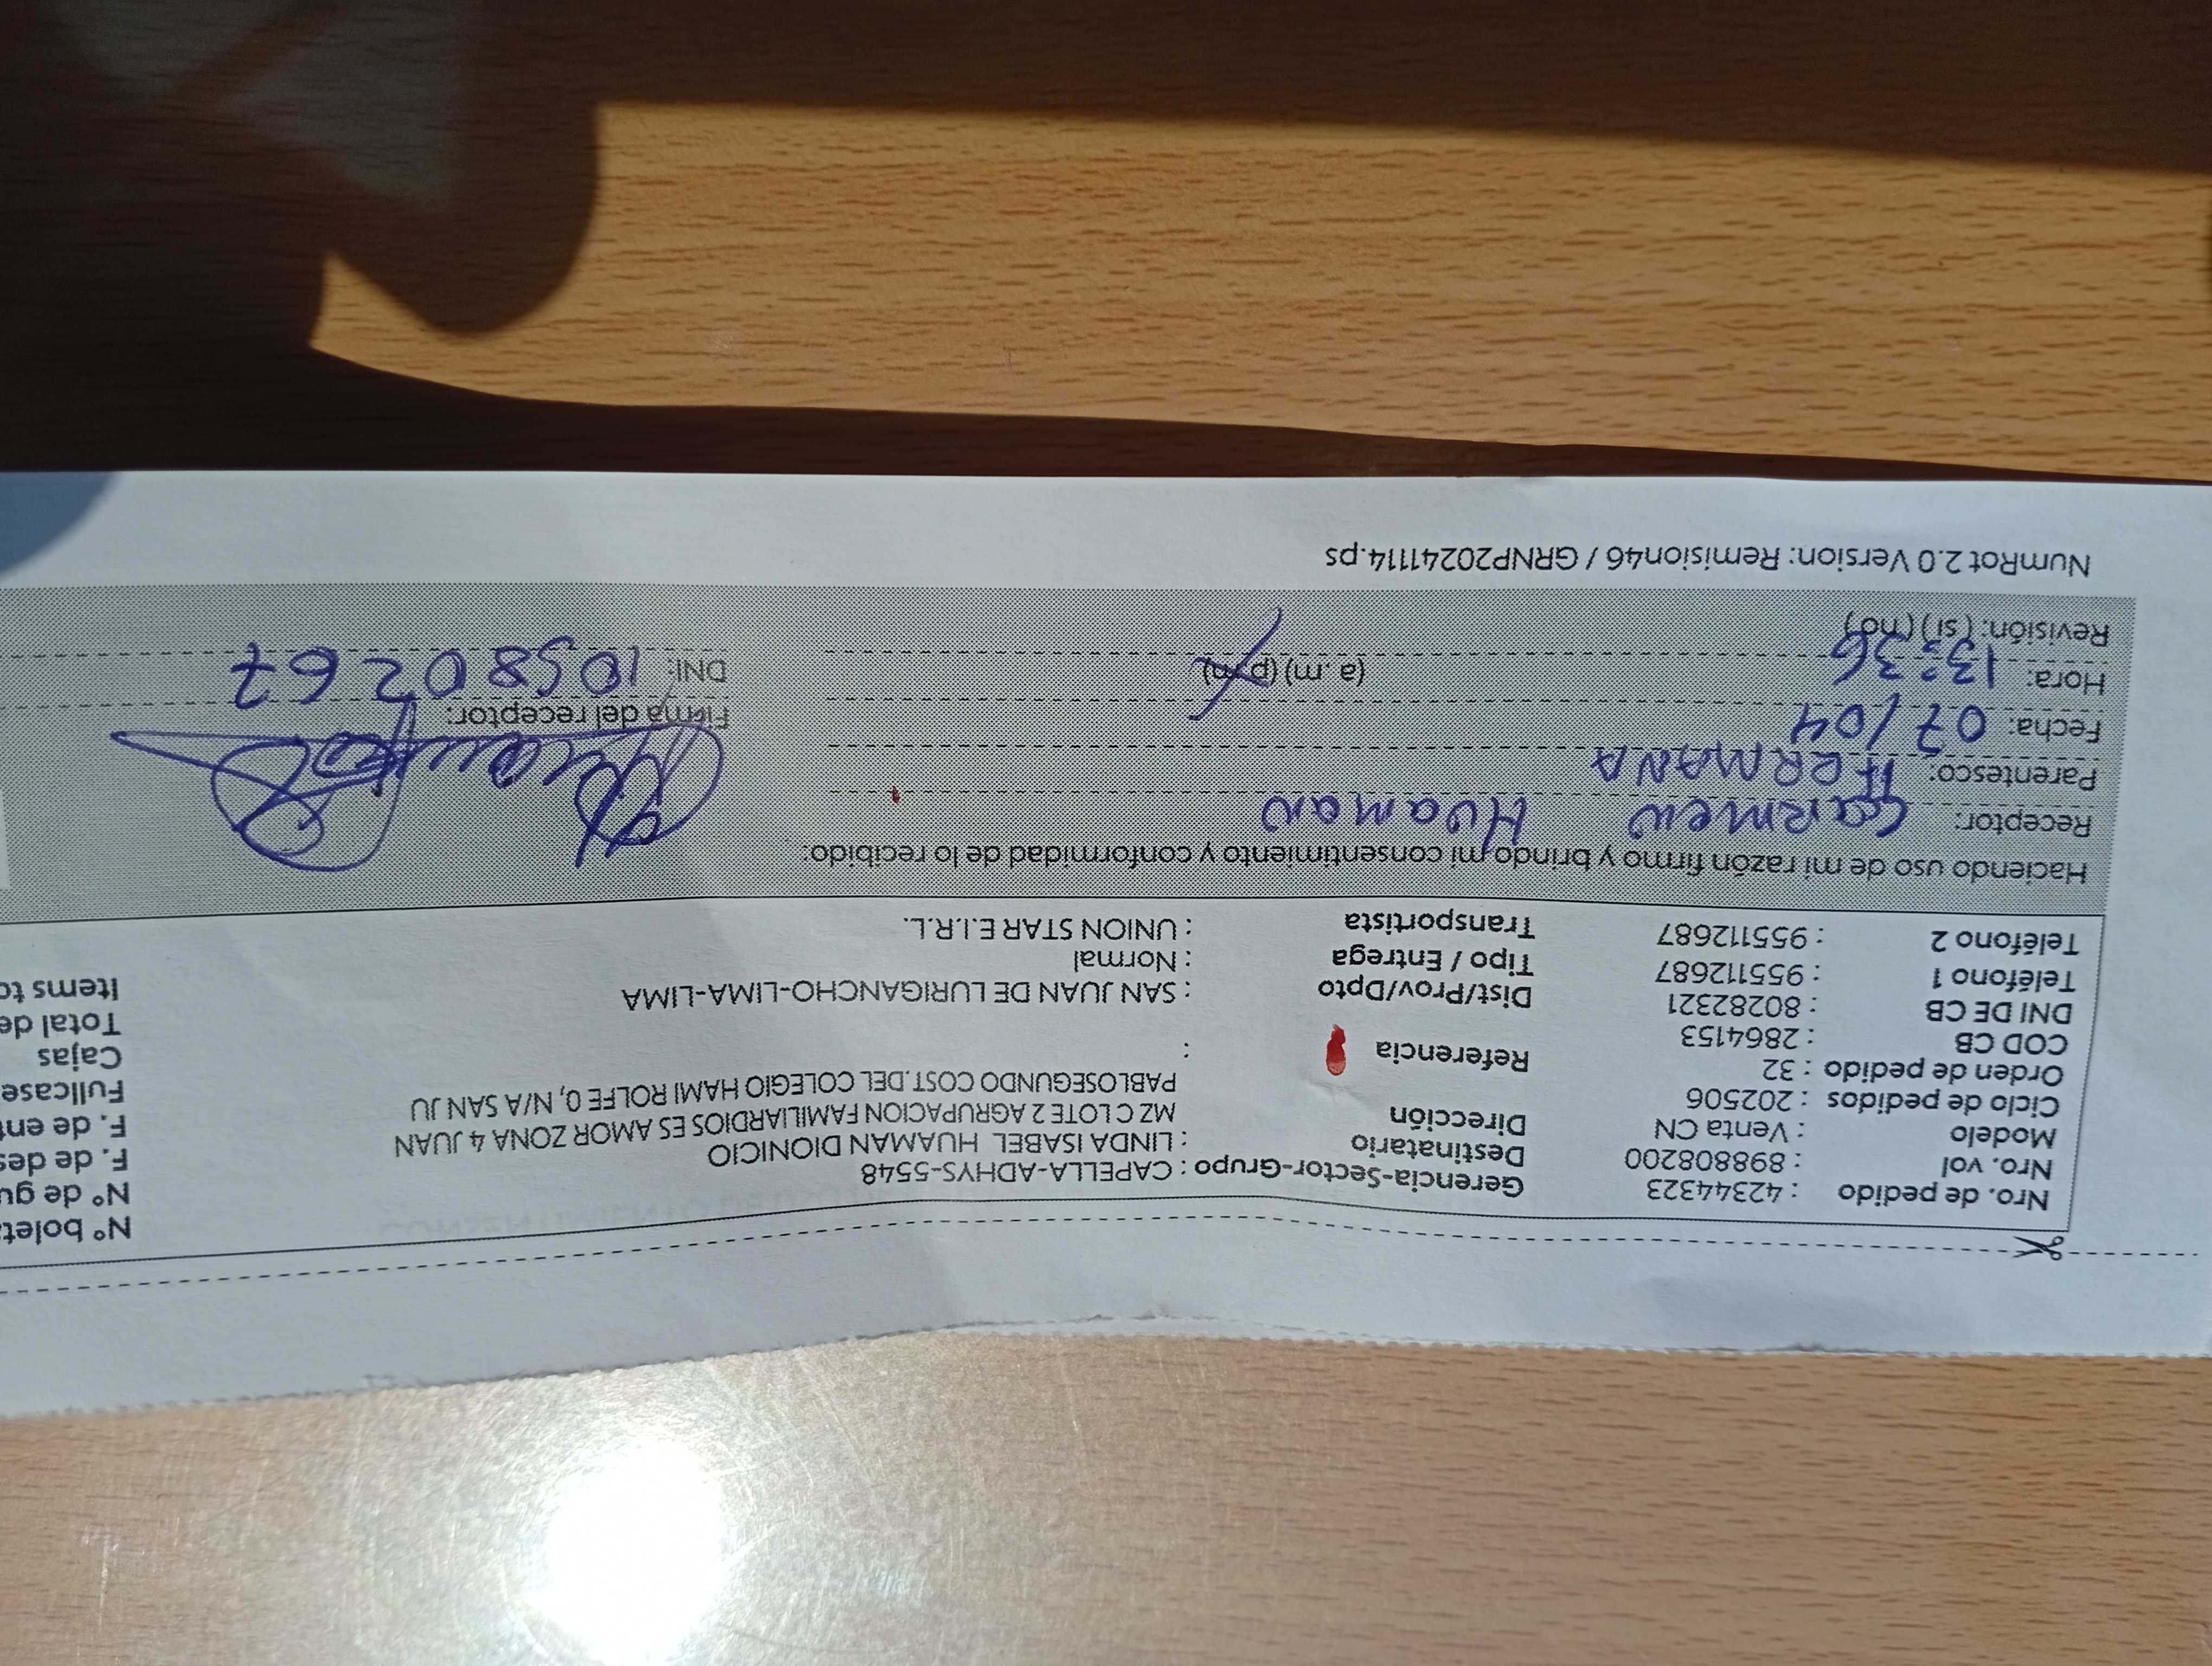 Nro. de pedido : 42344323 Gerencia-Sector-Grupo : CAPELLA-ADHYS-5548 N° boleta
Nro. vol : 898808200 Destinatario : LINDA ISABEL HUAMAN DIONICIO N° de gu
Modelo : Venta CN Dirección MZ C LOTE 2 AGRUPACION FAMILIARDIOS ES AMOR ZONA 4 JUAN F. de des
Ciclo de pedidos : 202506 PABLOSEGUNDO COST.DEL COLEGIO HAMI ROLFE 0, N/A SAN JU F. de ent
Orden de pedido : 32 Referencia : Fullcase
COD CB : 2864153 Cajas
DNI DE CB : 80282321 Dist/Prov/Dpto : SAN JUAN DE LURIGANCHO-LIMA-LIMA Total de
Teléfono 1 : 955112687 Tipo / Entrega : Normal Items to
Teléfono 2 : 955112687 Transportista : UNION STAR E.I.R.L.
Haciendo uso de mi razón firmo y brindo mi consentimiento y conformidad de lo recibido:
Receptor: Carmen Huaman
Parentesco: HERMANA
Fecha: 07/04 Firma del receptor:
Hora: 13:36 (a.m) (p.m) DNI: 10580267
Revisión: (si) (no)
NumRot 2.0 Version: Remision46 / GRNP20241114.ps